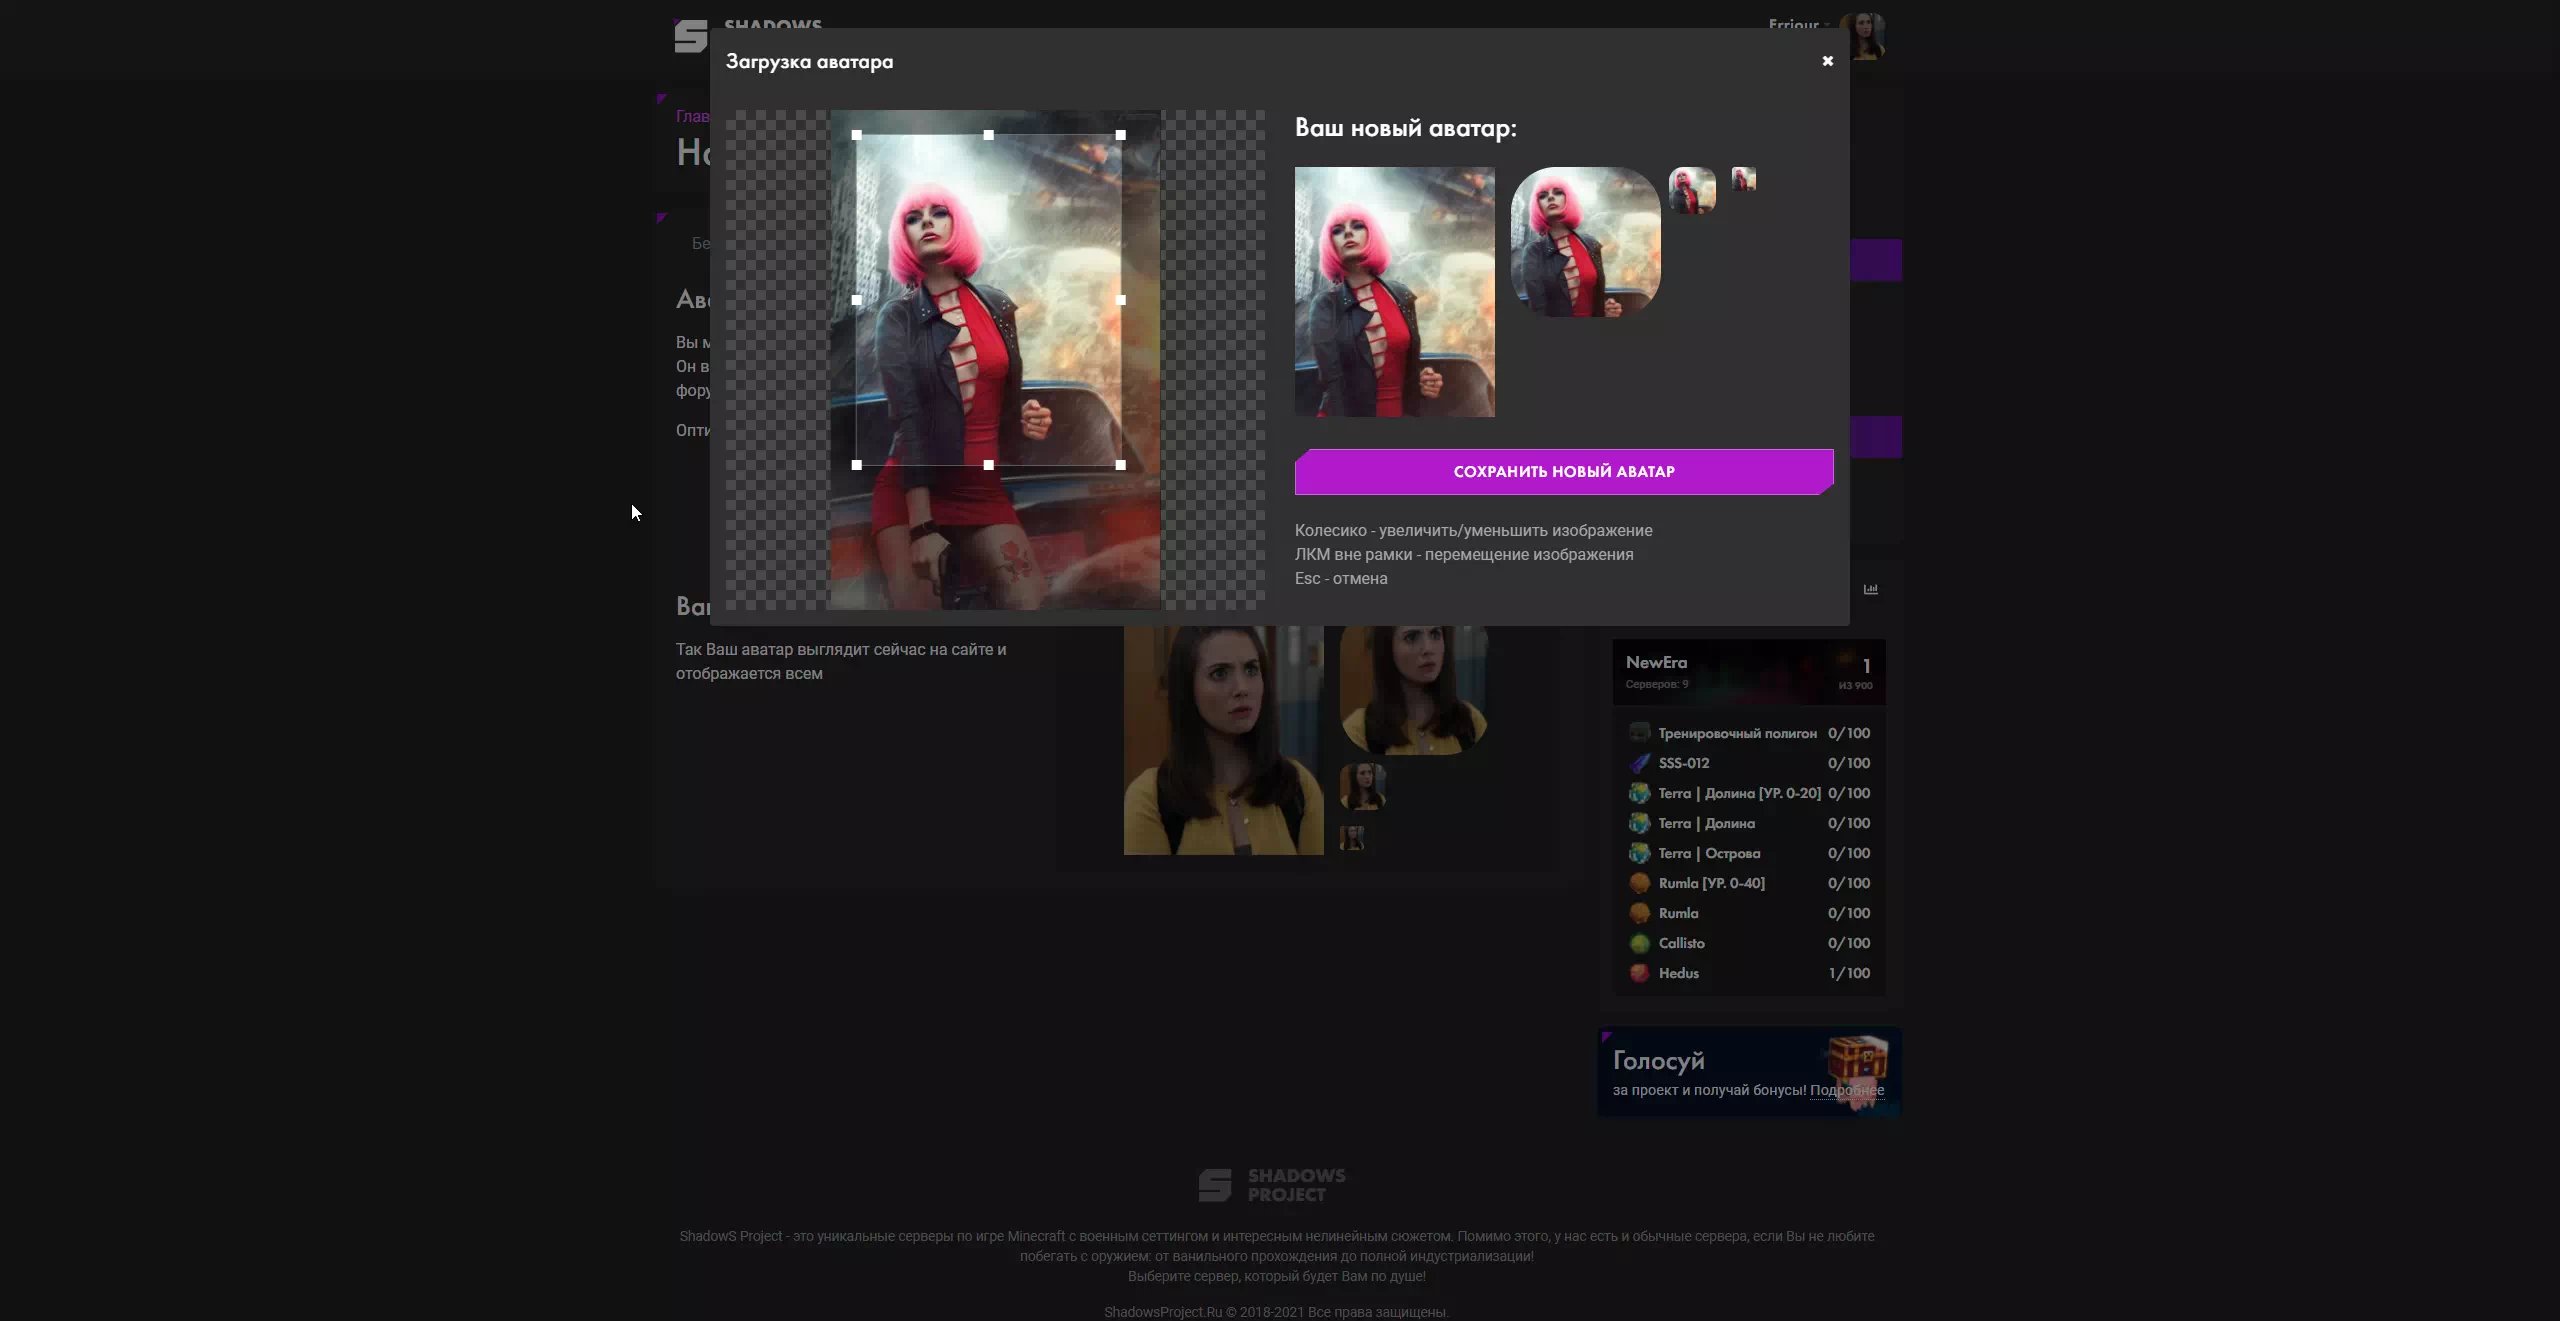 SHADOWS
Erriour
Загрузка аватара
Глав
Ваш новый аватар:
Бе
Ава
Вы м
Он в
фору
Опти
СОХРАНИТЬ НОВЫЙ АВАТАР
Колесико - увеличить/уменьшить изображение
ЛКМ вне рамки - перемещение изображения
Esc - отмена
Так Ваш аватар выглядит сейчас на сайте и
отображается всем
NewEra 1
Серверов: 9 ИЗ 900
Тренировочный полигон 0/100
SSS-012 0/100
Terra | Долина [УР. 0-20] 0/100
Terra | Долина 0/100
Terra | Острова 0/100
Rumla [УР. 0-40] 0/100
Rumla 0/100
Callisto 0/100
Hedus 1/100
Голосуй
за проект и получай бонусы! Подробнее
SHADOWS
PROJECT
ShadowS Project - это уникальные серверы по игре Minecraft с военным сеттингом и интересным нелинейным сюжетом. Помимо этого, у нас есть и обычные сервера, если Вы не любите
побегать с оружием: от ванильного прохождения до полной индустриализации!
Выберите сервер, который будет Вам по душе!
ShadowsProject.Ru © 2018-2021 Все права защищены.